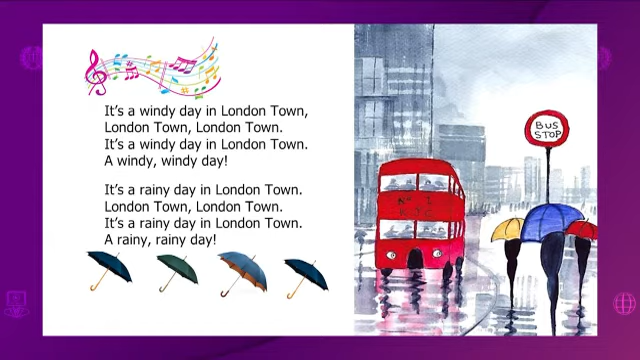 It's a windy day in London Town,
London Town, London Town.
It's a windy day in London Town.
A windy, windy day!
It's a rainy day in London Town.
London Town, London Town.
It's a rainy day in London Town.
A rainy, rainy day!
BUS
STOP